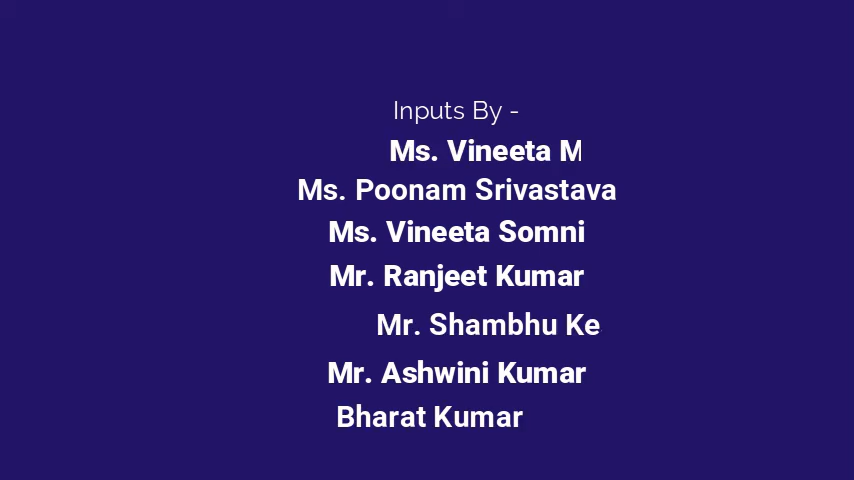 Inputs By -
Ms. Vineeta M
Ms. Poonam Srivastava
Ms. Vineeta Somni
Mr. Ranjeet Kumar
Mr. Shambhu Ke
Mr. Ashwini Kumar
Bharat Kumar